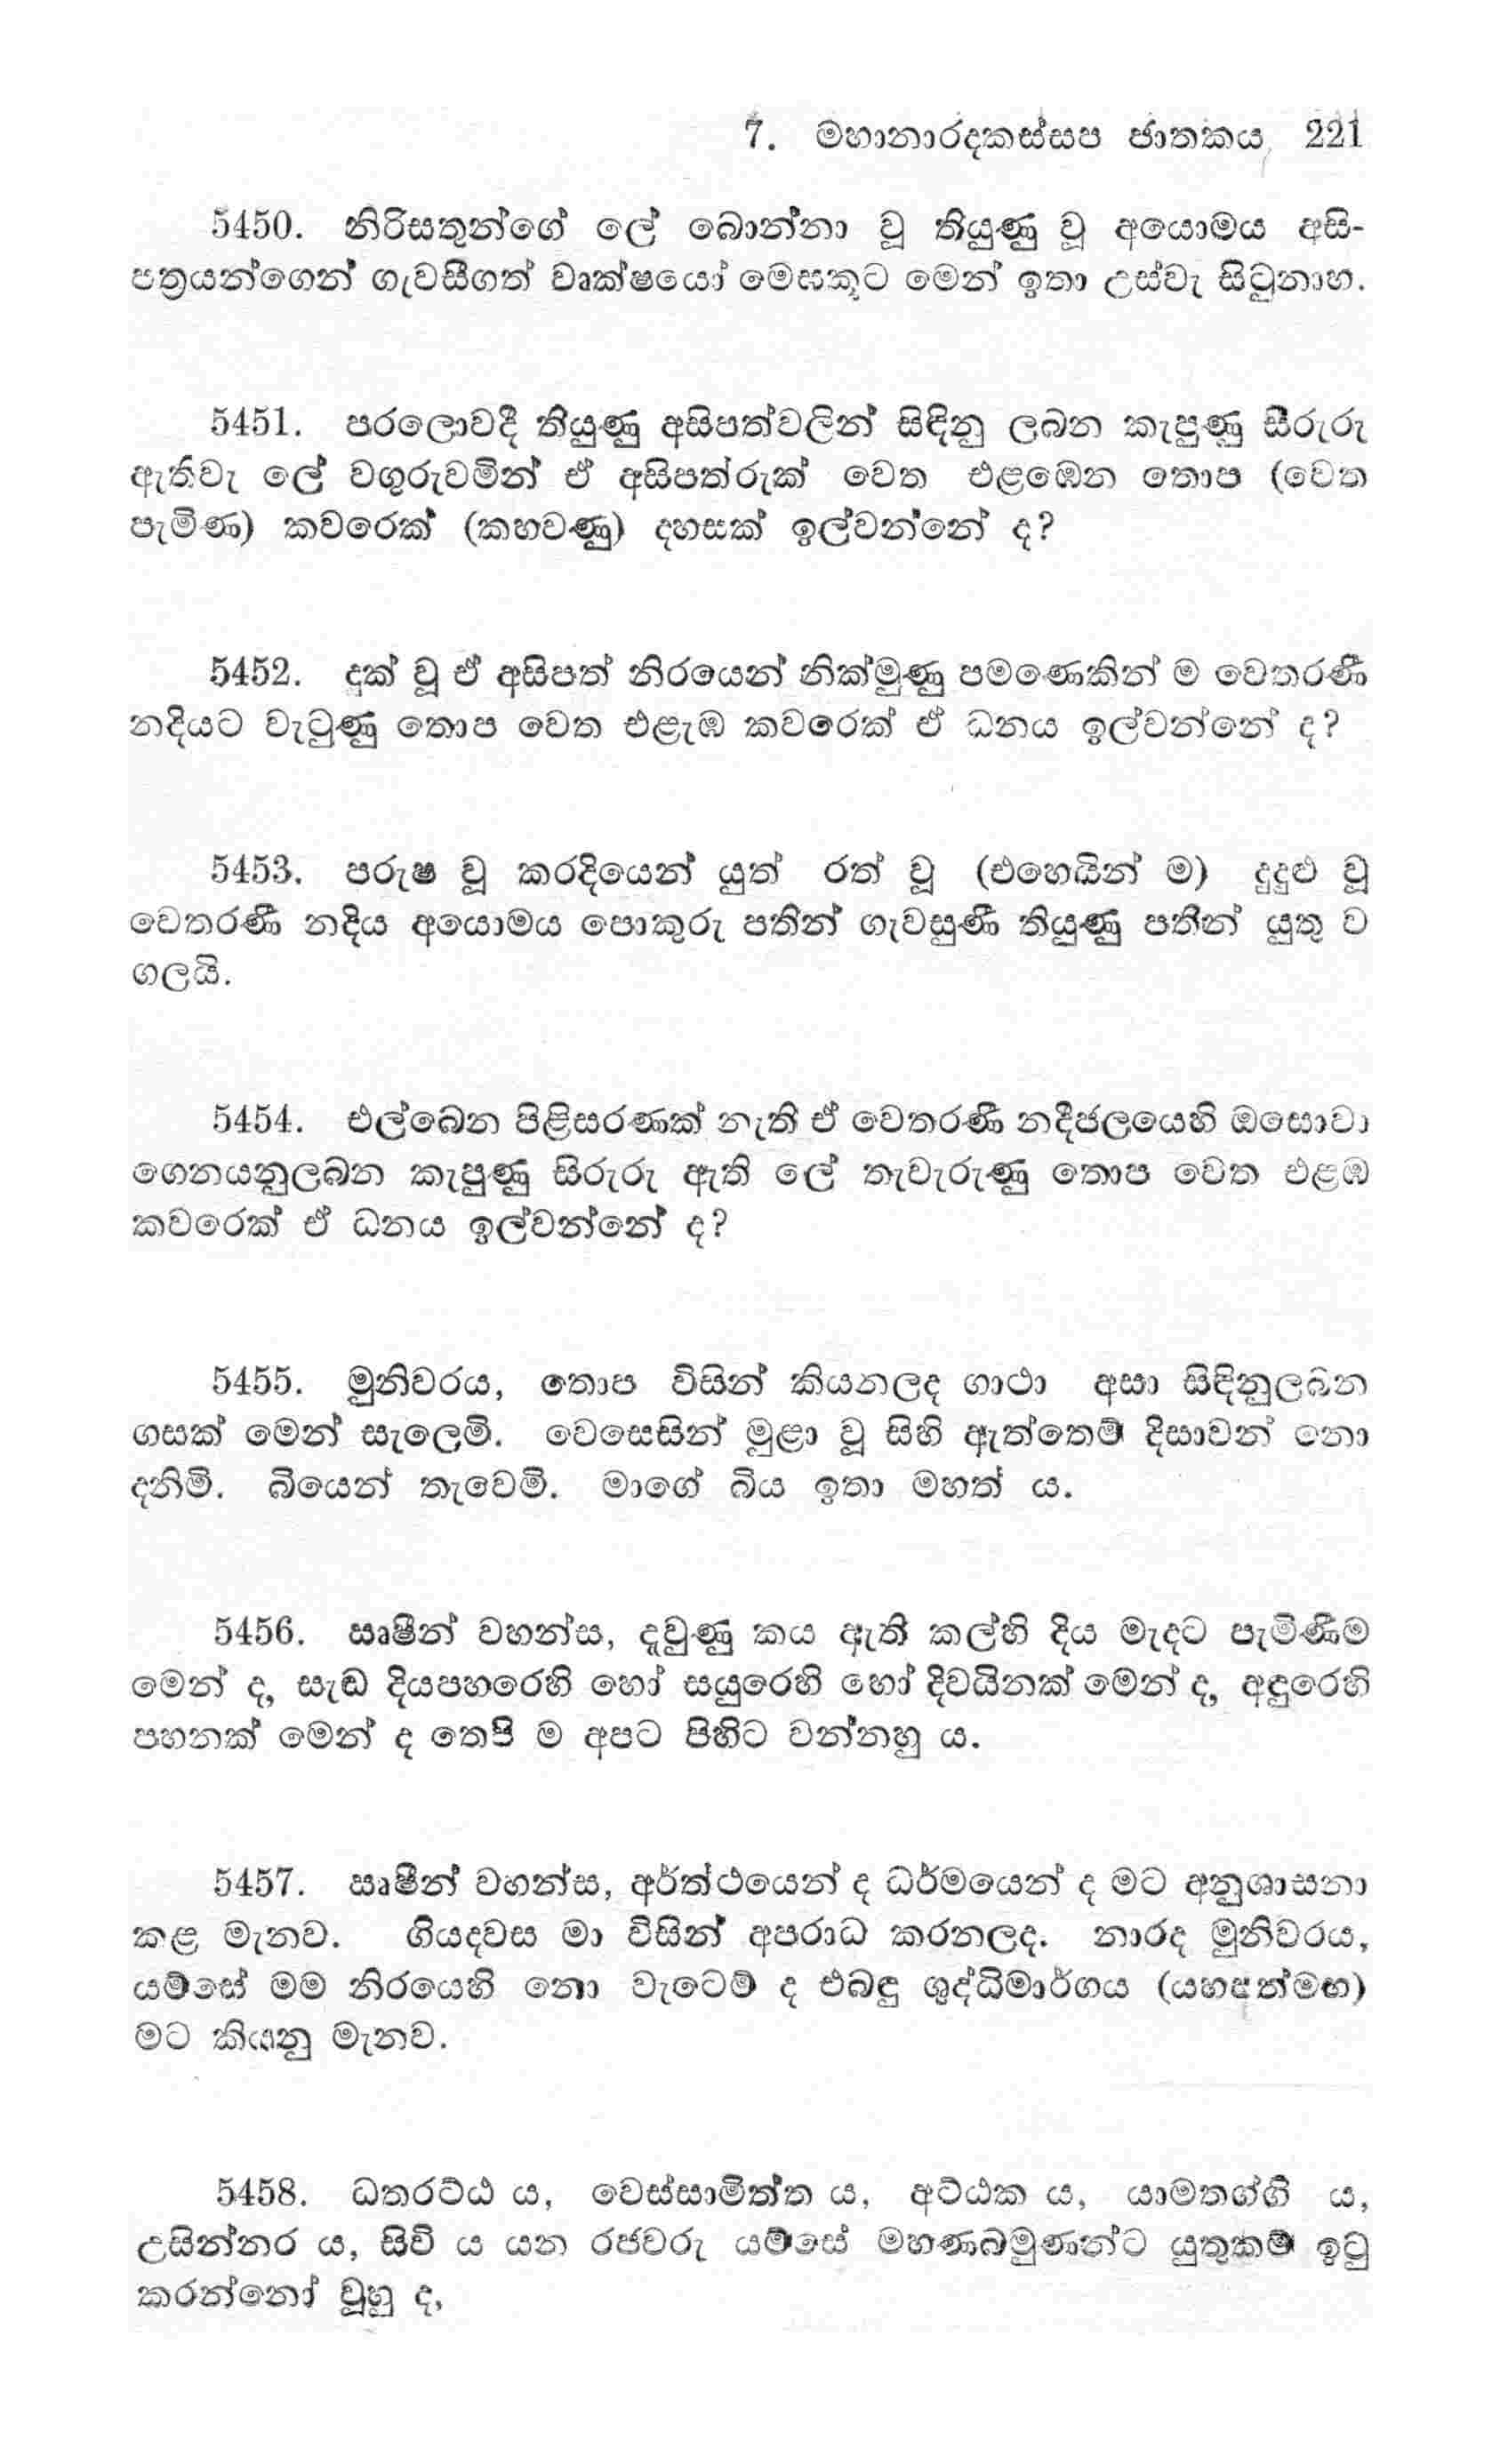 7. මහානාරදකස්සප ජාතකය 221
5450. නිරිසතුන්ගේ ලේ බොන්නා වූ තියුණු වූ අයොමය අසි-
පත්‍රයන්ගෙන් ගැවසීගත් වෘක්ෂයෝ මෙඝකූට මෙන් ඉතා උස්වැ සිටුනාහ.
5451. පරලොවදී තියුණු අසිපත්වලින් සිඳිනු ලබන කැපුණු සිරුරු
ඇතිවැ ලේ වගුරුවමින් ඒ අසිපත්රුක් වෙත එළඹෙන තොප (වෙත
පැමිණ) කවරෙක් (කහවණු) දහසක් ඉල්වන්නේ ද?
5452. දුක් වූ ඒ අසිපත් නිරයෙන් නික්මුණු පමණෙකින් ම වෙතරණී
නදියට වැටුණු තොප වෙත එළැඹ කවරෙක් ඒ ධනය ඉල්වන්නේ ද?
5453. පරුෂ වූ කරදියෙන් යුත් රත් වූ (එහෙයින් ම) දුදුළු වූ
වෙතරණී නදිය අයොමය පොකුරු පතින් ගැවසුණී තියුණු පතින් යුතු ව
ගලයි.
5454. එල්බෙන පිළිසරණක් නැති ඒ වෙතරණී නදීජලයෙහි ඔසොවා
ගෙනයනුලබන කැපුණු සිරුරු ඇති ලේ තැවැරුණු තොප වෙත එළඹ
කවරෙක් ඒ ධනය ඉල්වන්නේ ද?
5455. මුනිවරය, තොප විසින් කියනලද ගාථා අසා සිඳිනුලබන
ගසක් මෙන් සැලෙමි. වෙසෙසින් මුළා වූ සිහි ඇත්තෙම් දිසාවන් නො
දනිමි. බියෙන් තැවෙමි. මාගේ බිය ඉතා මහත් ය.
5456. ඍෂීන් වහන්ස, දැවුණු කය ඇති කල්හි දිය මැදට පැමිණීම
මෙන් ද, සැඬ දියපහරෙහි හෝ සයුරෙහි හෝ දිවයිනක් මෙන් ද, අඳුරෙහි
පහනක් මෙන් ද තෙපි ම අපට පිහිට වන්නහු ය.
5457. ඍෂීන් වහන්ස, අර්ත්ථයෙන් ද ධර්මයෙන් ද මට අනුශාසනා
කළ මැනව. ගියදවස මා විසින් අපරාධ කරනලද. නාරද මුනිවරය,
යම්සේ මම නිරයෙහි නො වැටෙම් ද එබඳු ශුද්ධිමාර්ගය (යහපත්මඟ)
මට කියනු මැනව.
5458. ධතරට්ඨ ය, වෙස්සාමිත්ත ය, අට්ඨක ය, යාමතග්ගි ය,
උසින්නර ය, සිවි ය යන රජවරු යම්සේ මහණබමුණන්ට යුතුකම් ඉටු
කරන්නෝ වූහු ද,